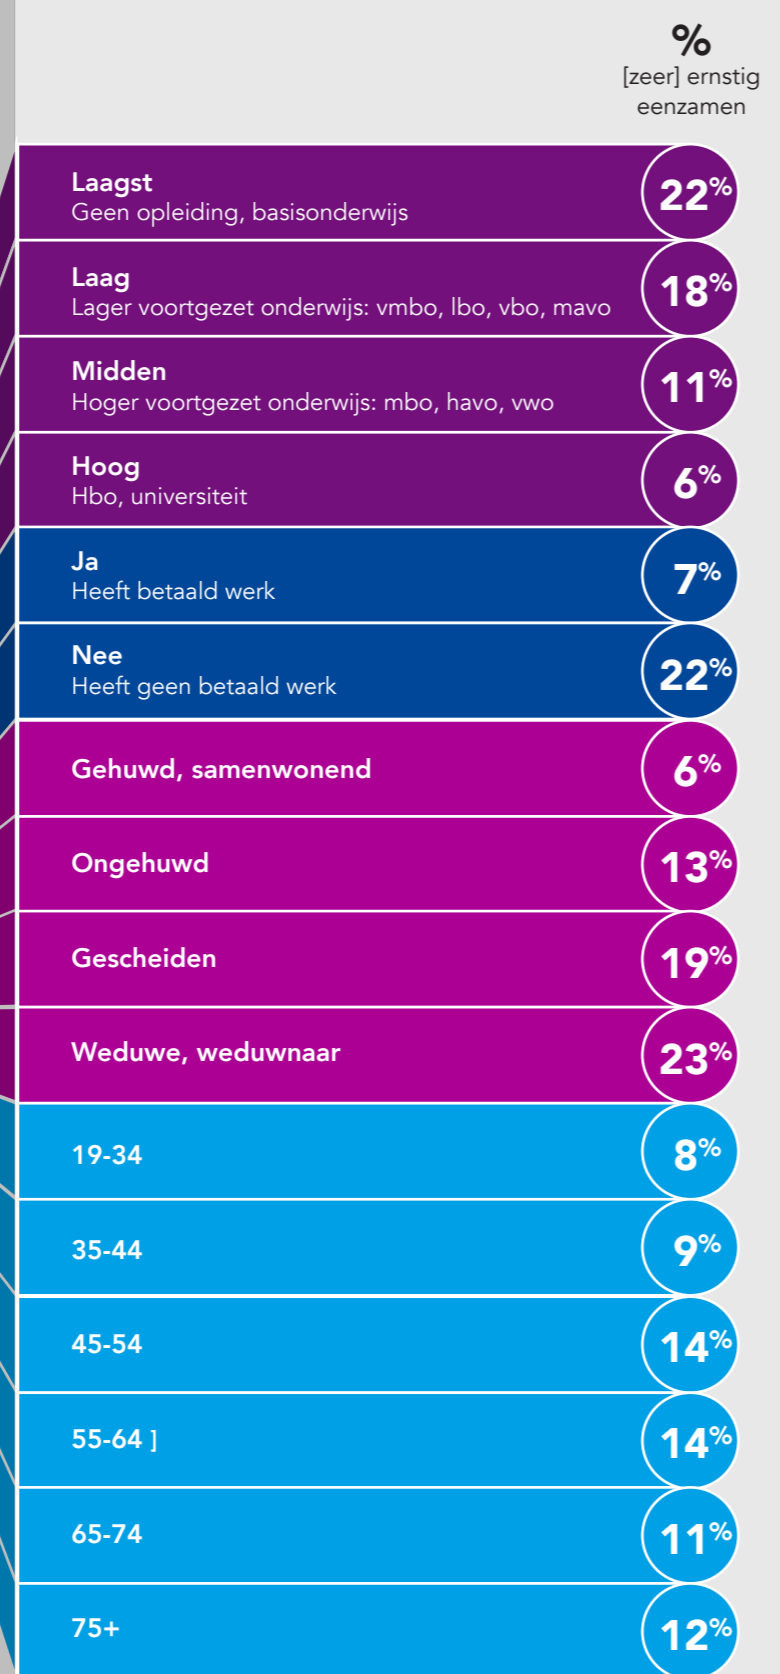 %
[zeer] ernstig
eenzamen
Laagst
Geen opleiding, basisonderwijs
22%
Laag
Lager voortgezet onderwijs: vmbo, lbo, vbo, mavo
18%
Midden
Hoger voortgezet onderwijs: mbo, havo, vwo
11%
Hoog
Hbo, universiteit
6%
Ja
Heeft betaald werk
7%
Nee
Heeft geen betaald werk
22%
Gehuwd, samenwonend
6%
Ongehuwd
13%
Gescheiden
19%
Weduwe, weduwnaar
23%
19-34
8%
35-44
9%
45-54
14%
55-64 ]
14%
65-74
11%
75+
12%